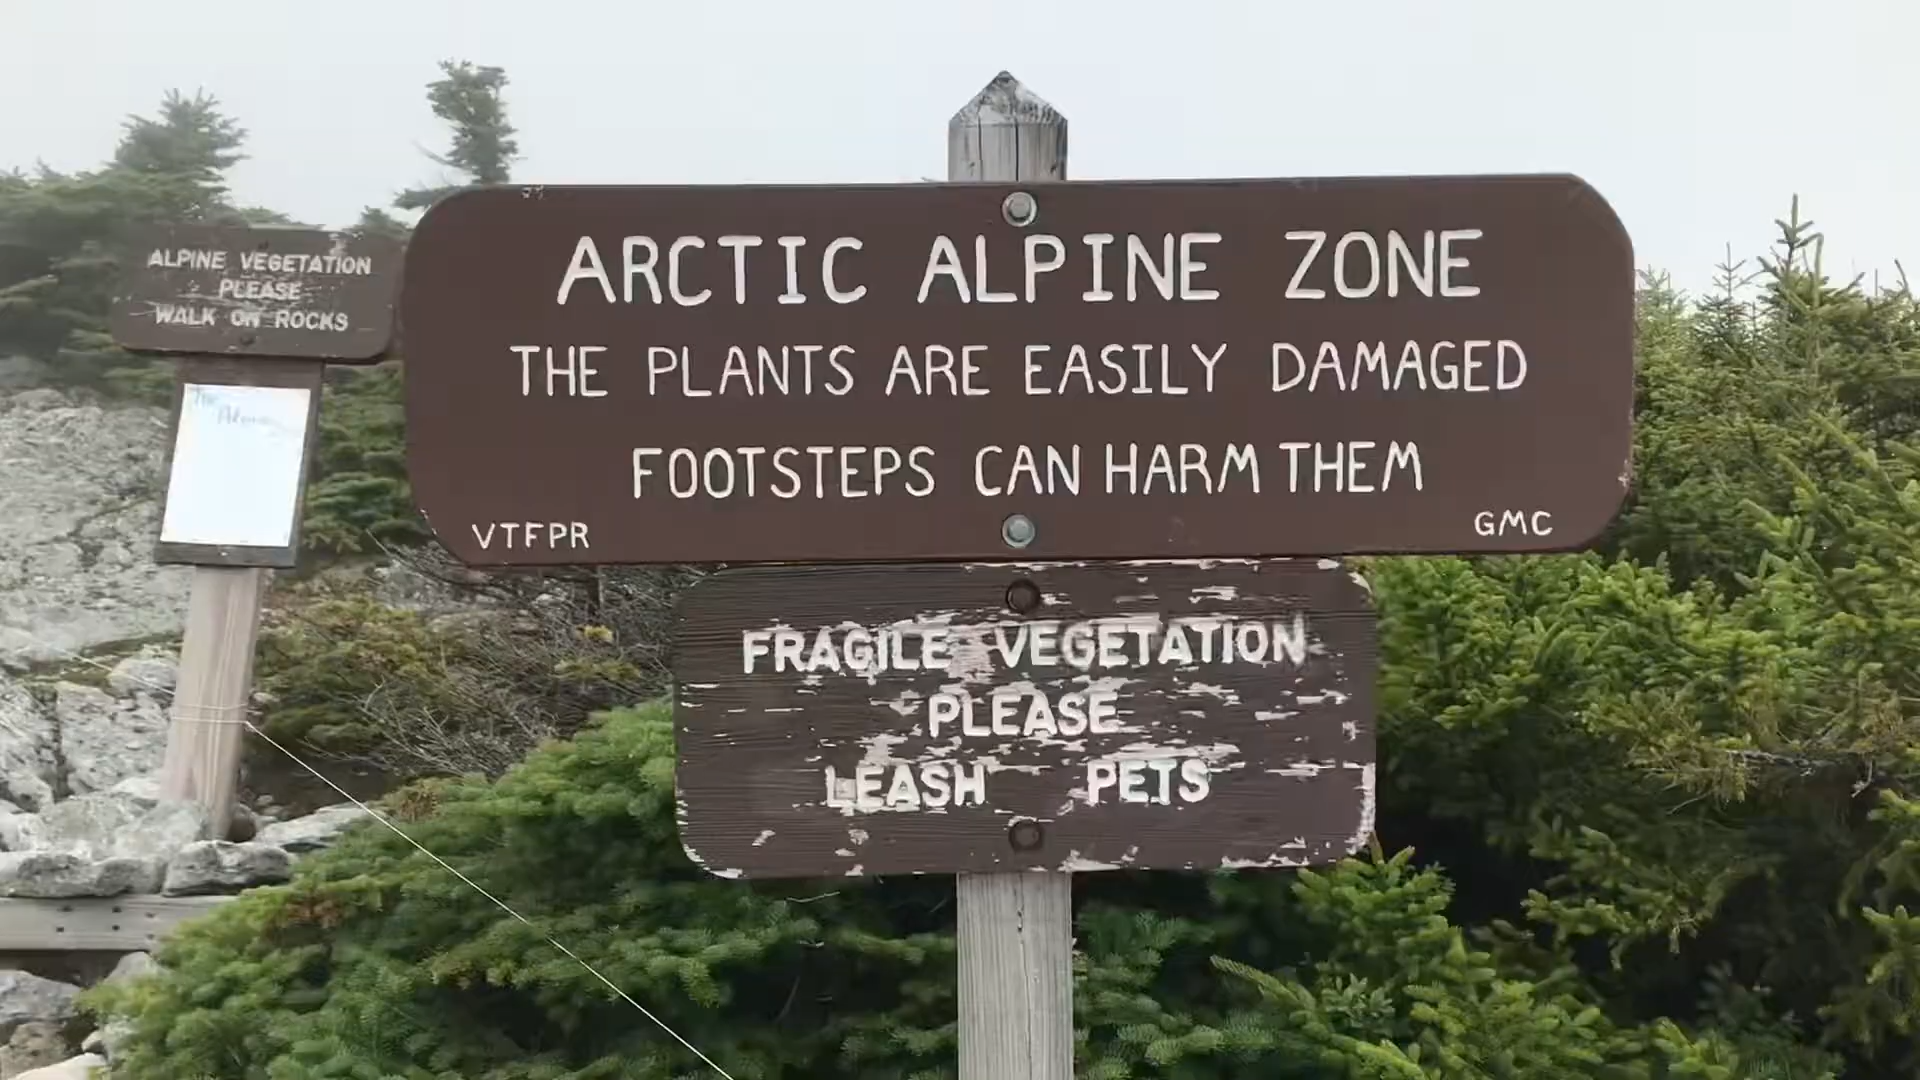 ALPINE VEGETATION
PLEASE
WALK ON ROCKS
ARCTIC ALPINE ZONE
THE PLANTS ARE EASILY DAMAGED
FOOTSTEPS CAN HARM THEM
VTFPR
GMC
FRAGILE VEGETATION
PLEASE
LEASH PETS